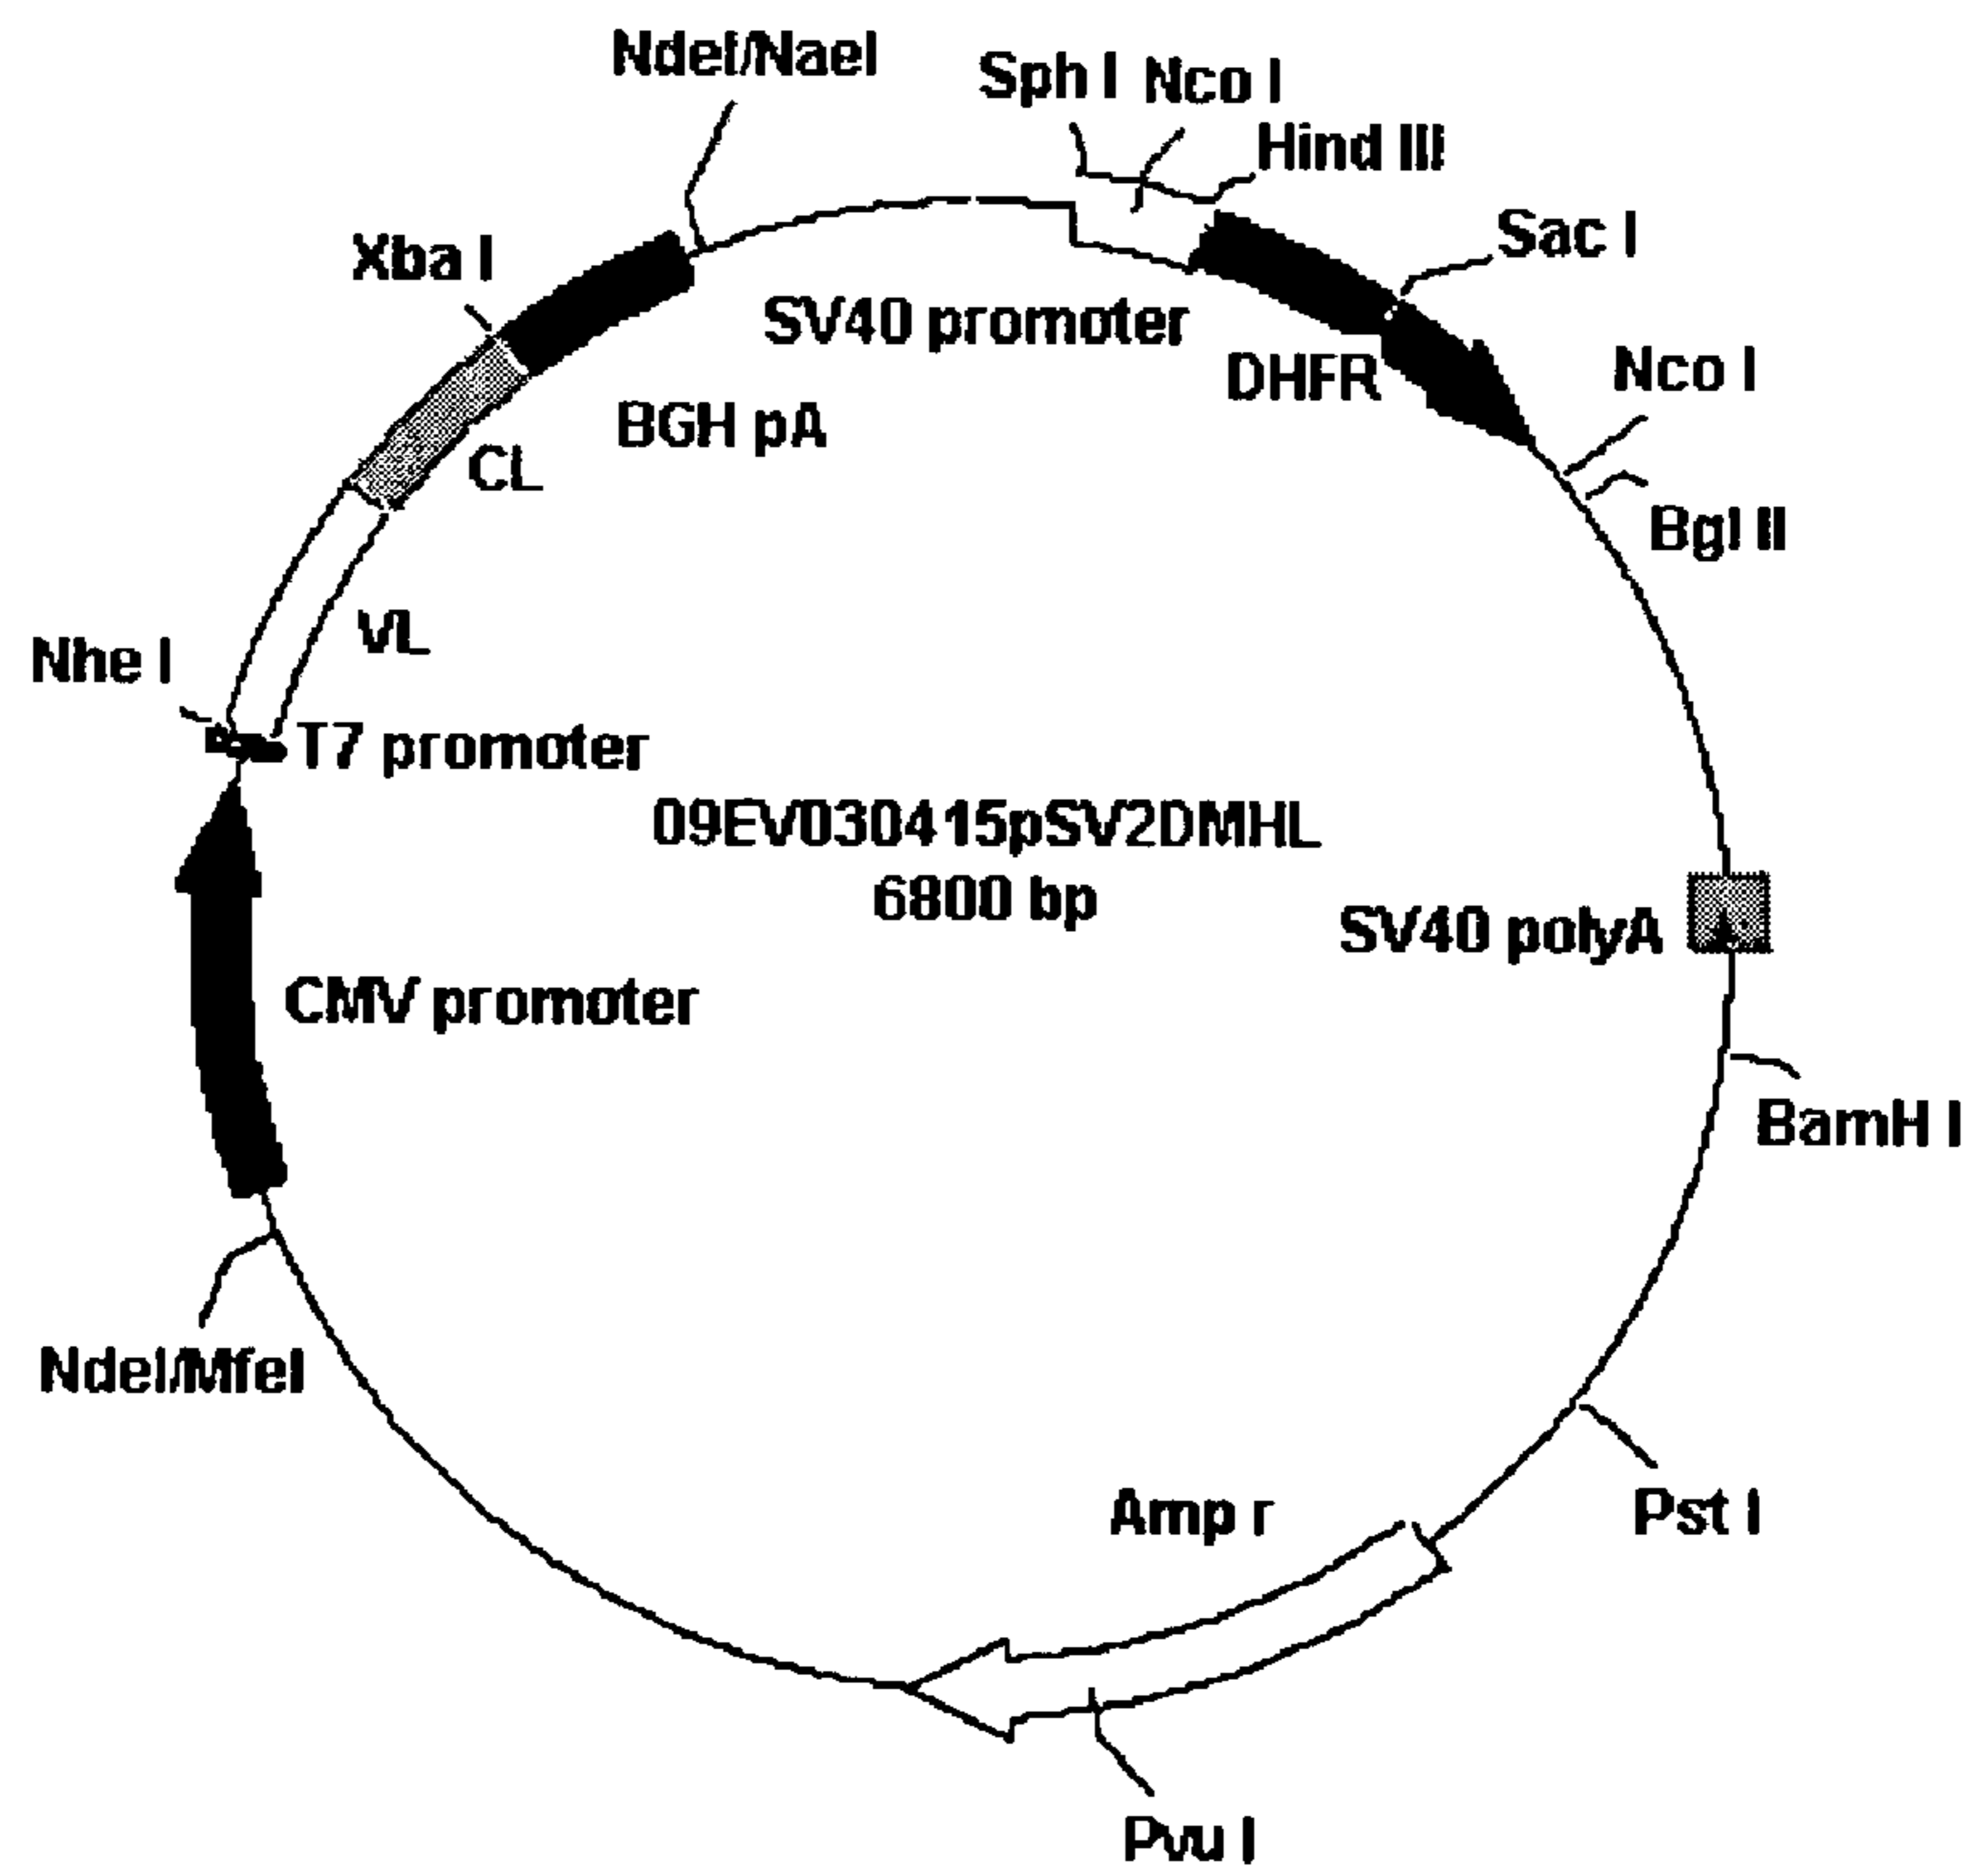 NdeI/NaeI
Sph I Nco I
Hind III
Sac I
Xba I
SV40 promoter
DHFR
Nco I
BGH pA
CL
Bgl II
VL
Nhe I
T7 promoter
09EV030415pSV2DMHL
6800 bp
SV40 polyA
CMV promoter
BamH I
NdeI/MfeI
Amp r
Pst I
Pvu I